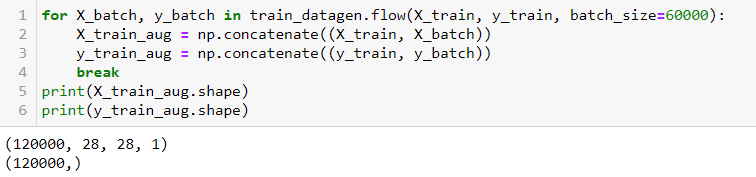 1 for X_batch, y_batch in train_datagen.flow(X_train, y_train, batch_size=60000):
2     X_train_aug = np.concatenate((X_train, X_batch))
3     y_train_aug = np.concatenate((y_train, y_batch))
4     break
5 print(X_train_aug.shape)
6 print(y_train_aug.shape)
(120000, 28, 28, 1)
(120000,)